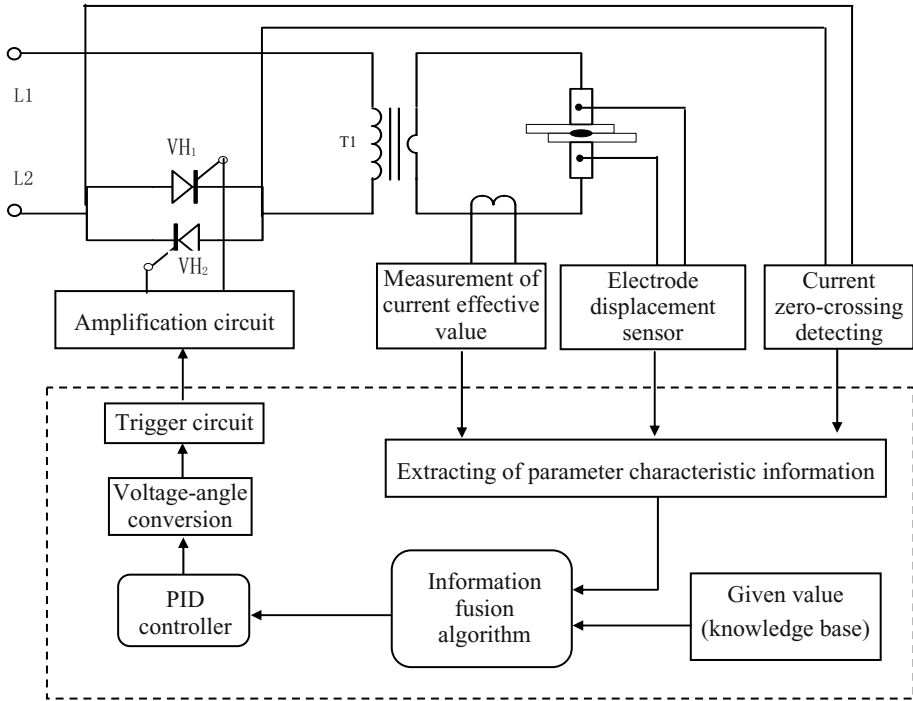 L1
VH1
T1
L2
VH2
Measurement of
current effective
value
Electrode
displacement
sensor
Current
zero-crossing
detecting
Amplification circuit
Trigger circuit
Extracting of parameter characteristic information
Voltage-angle
conversion
PID
controller
Information
fusion
algorithm
Given value
(knowledge base)